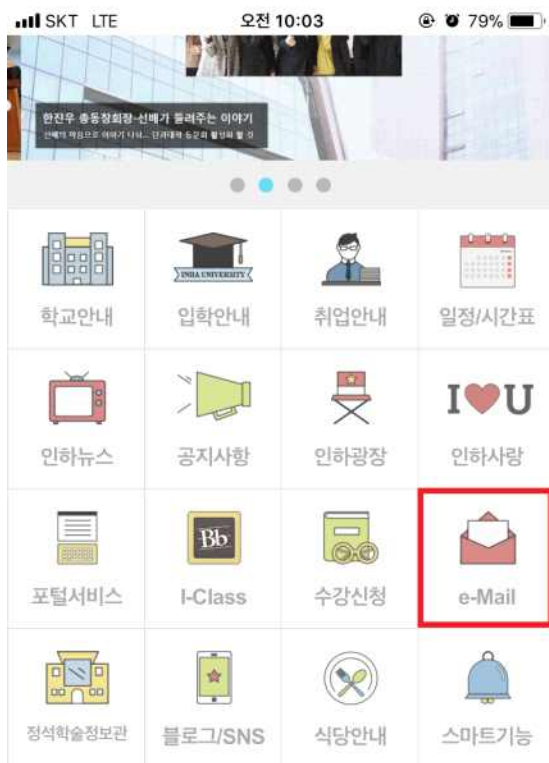 SKT LTE 오전 10:03 79%
한진우 총동창회장-선배가 들려주는 이야기
학교안내 입학안내 취업안내 일정/시간표
INHA UNIVERSITY
인하뉴스 공지사항 인하광장 인하사랑
I U
포털서비스 I-Class 수강신청 e-Mail
Bb
정석학술정보관 블로그/SNS 식당안내 스마트기능